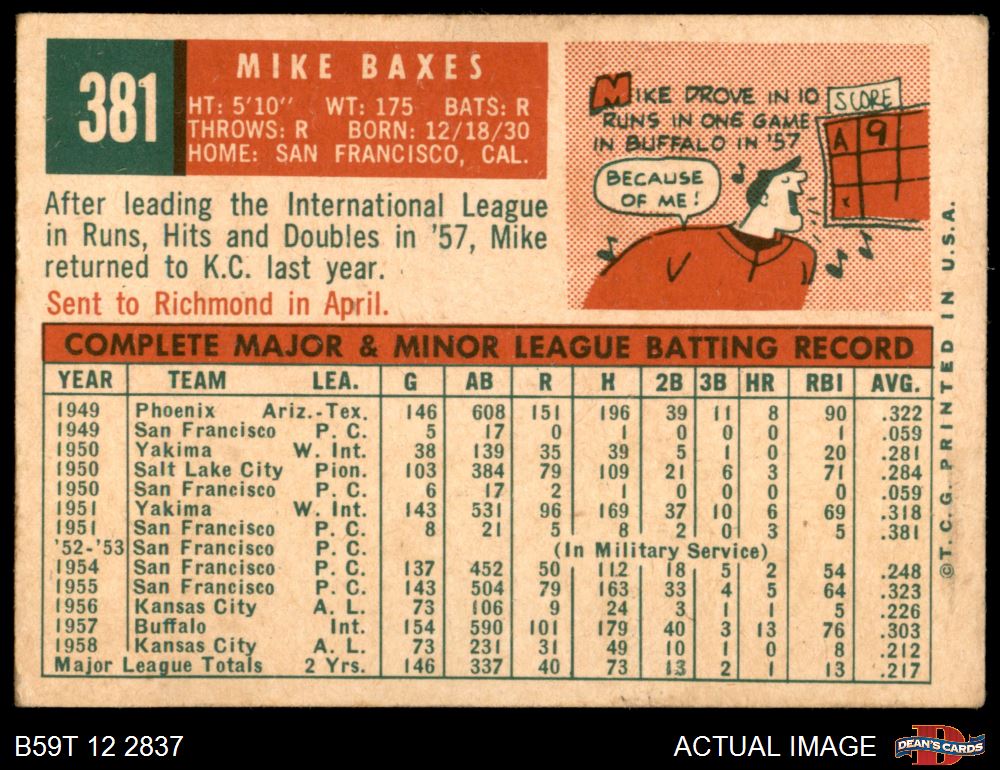 381
MIKE BAXES
HT: 5'10" WT: 175 BATS: R
THROWS: R BORN: 12/18/30
HOME: SAN FRANCISCO, CAL.
MIKE DROVE IN 10
RUNS IN ONE GAME
IN BUFFALO IN '57
SCORE
A 9
BECAUSE
OF ME!
After leading the International League
in Runs, Hits and Doubles in '57, Mike
returned to K.C. last year.
Sent to Richmond in April.
COMPLETE MAJOR & MINOR LEAGUE BATTING RECORD
YEAR TEAM LEA. G AB R H 2B 3B HR RBI AVG.
1949 Phoenix Ariz.-Tex. 146 608 151 196 39 11 8 90 .322
1949 San Francisco P. C. 5 17 0 1 0 0 0 1 .059
1950 Yakima W. Int. 38 139 35 39 5 1 0 20 .281
1950 Salt Lake City Pion. 103 384 79 109 21 6 3 71 .284
1950 San Francisco P. C. 6 17 2 1 0 0 0 0 .059
1951 Yakima W. Int. 143 531 96 169 37 10 6 69 .318
1951 San Francisco P. C. 8 21 5 8 2 0 3 5 .381
'52-'53 San Francisco P. C. (In Military Service)
1954 San Francisco P. C. 137 452 50 112 18 5 2 54 .248
1955 San Francisco P. C. 143 504 79 163 33 4 5 64 .323
1956 Kansas City A. L. 73 106 9 24 3 1 1 5 .226
1957 Buffalo Int. 154 590 101 179 40 3 13 76 .303
1958 Kansas City A. L. 73 231 31 49 10 1 0 8 .212
Major League Totals 2 Yrs. 146 337 40 73 13 2 1 13 .217
©T. C. G. PRINTED IN U.S.A.
B59T 12 2837
ACTUAL IMAGE
D
DEAN'S CARDS